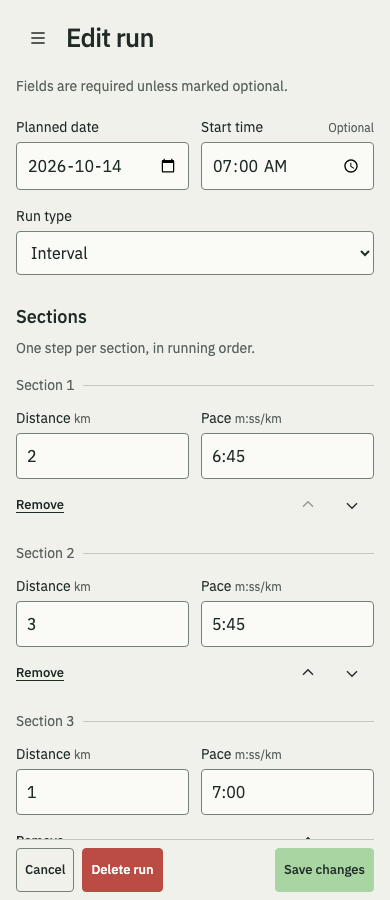 Edit run
Fields are required unless marked optional.
Planned date
Start time Optional
2026-10-14
07:00 AM
Run type
Interval
Sections
One step per section, in running order.
Section 1
Distance km
Pace m:ss/km
2
6:45
Remove
Section 2
Distance km
Pace m:ss/km
3
5:45
Remove
Section 3
Distance km
Pace m:ss/km
1
7:00
Cancel
Delete run
Save changes